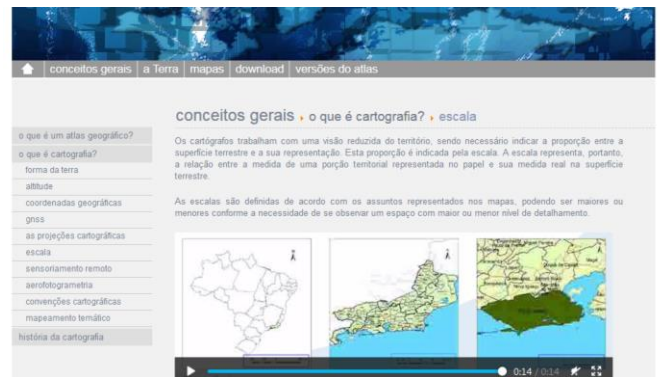 conceitos gerais a Terra mapas download versões do atlas
conceitos gerais › o que é cartografia? › escala
o que é um atlas geográfico?
o que é cartografia?
forma da terra
altitude
coordenadas geográficas
gnss
as projeções cartográficas
escala
sensoriamento remoto
aerofotogrametria
convenções cartográficas
mapeamento temático
história da cartografia
Os cartógrafos trabalham com uma visão reduzida do território, sendo necessário indicar a proporção entre a
superfície terrestre e a sua representação. Esta proporção é indicada pela escala. A escala representa, portanto,
a relação entre a medida de uma porção territorial representada no papel e sua medida real na superfície
terrestre.
As escalas são definidas de acordo com os assuntos representados nos mapas, podendo ser maiores ou
menores conforme a necessidade de se observar um espaço com maior ou menor nível de detalhamento.
0:14 / 0:14